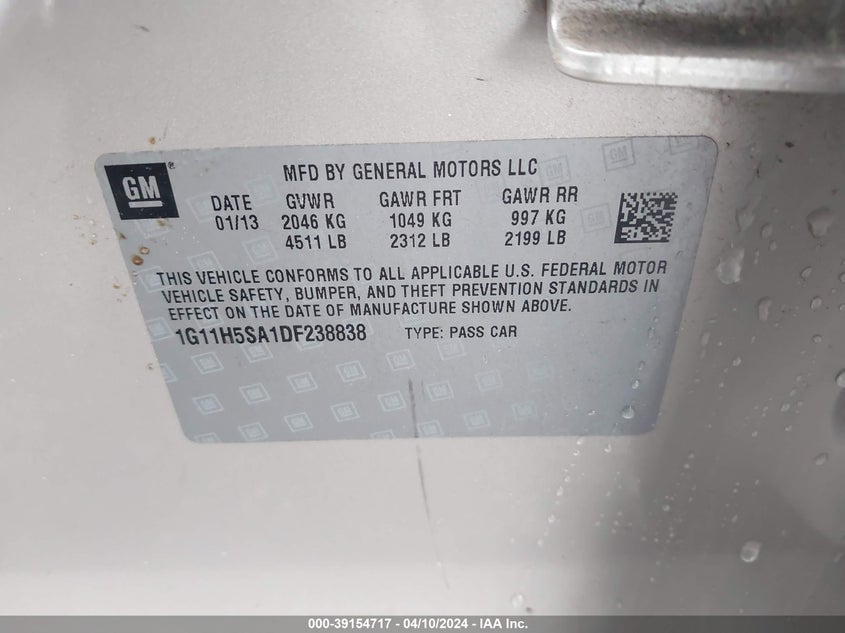 GM®
MFD BY GENERAL MOTORS LLC
DATE GVWR GAWR FRT GAWR RR
01/13 2046 KG 1049 KG 997 KG
4511 LB 2312 LB 2199 LB
THIS VEHICLE CONFORMS TO ALL APPLICABLE U.S. FEDERAL MOTOR
VEHICLE SAFETY, BUMPER, AND THEFT PREVENTION STANDARDS IN
EFFECT ON THE DATE OF MANUFACTURE SHOWN ABOVE.
1G11H5SA1DF238838 TYPE: PASS CAR
000-39154717 - 04/10/2024 - IAA Inc.